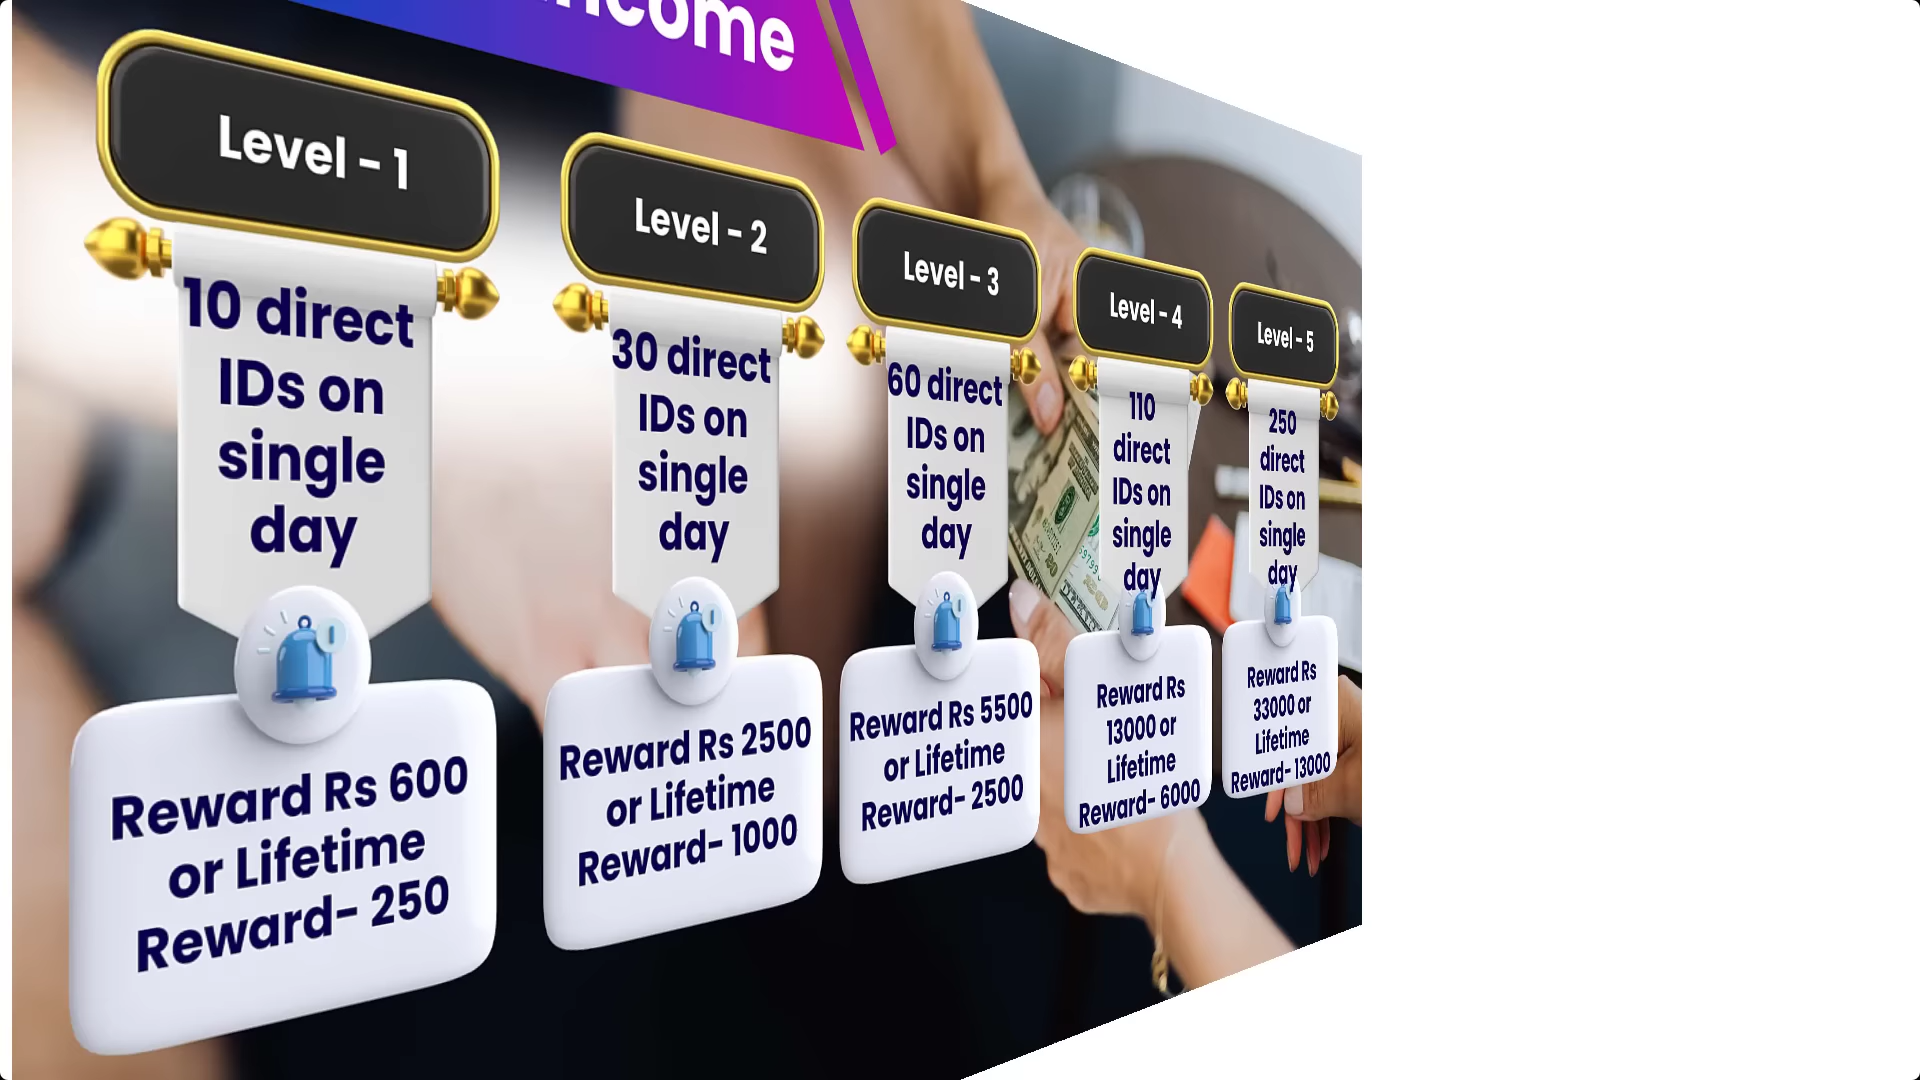 ncome
Level - 1
10 direct
IDs on
single
day
Reward Rs 600
or Lifetime
Reward- 250
Level - 2
30 direct
IDs on
single
day
Reward Rs 2500
or Lifetime
Reward- 1000
Level - 3
60 direct
IDs on
single
day
Reward Rs 5500
or Lifetime
Reward- 2500
Level - 4
110
direct
IDs on
single
day
Reward Rs
13000 or
Lifetime
Reward- 6000
Level - 5
250
direct
IDs on
single
day
Reward Rs
33000 or
Lifetime
Reward- 13000